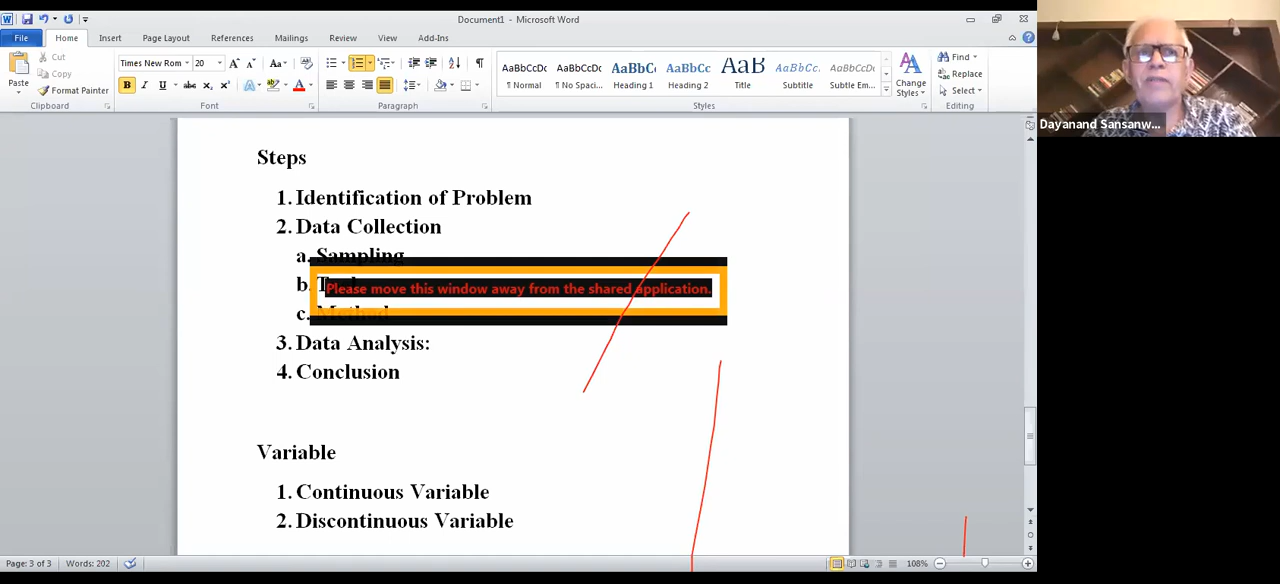 Document1 - Microsoft Word
File Home Insert Page Layout References Mailings Review View Add-Ins
Paste
Cut
Copy
Format Painter
Clipboard
Times New Rom 20
Font
Paragraph
AaBbCcDc AaBbCcDc AaBbC AaBbCc AaB AaBbCc. AaBbCcDc
¶ Normal ¶ No Spaci... Heading 1 Heading 2 Title Subtitle Subtle Em...
Styles
Change Styles
Find
Replace
Select
Editing
Dayanand Sansanw...
Steps
1. Identification of Problem
2. Data Collection
a. Sampling
b.
Please move this window away from the shared application.
c. Method
3. Data Analysis:
4. Conclusion
Variable
1. Continuous Variable
2. Discontinuous Variable
Page: 3 of 3 Words: 202 108%